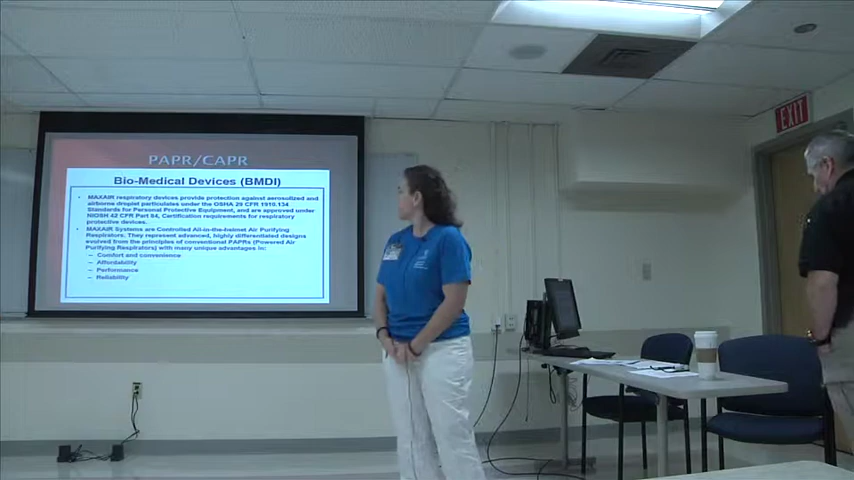 PAPR/CAPR
Bio-Medical Devices (BMDI)
• MAXAIR respiratory devices provide protection against aerosolized and
airborne droplet particulates under the OSHA 29 CFR 1910.134
Standards for Personal Protective Equipment, and are approved under
NIOSH 42 CFR Part 84, Certification requirements for respiratory
protective devices.
• MAXAIR Systems are Controlled All-in-the-helmet Air Purifying
Respirators. They represent advanced, highly differentiated designs
evolved from the principles of conventional PAPRs (Powered Air
Purifying Respirators) with many unique advantages in:
– Comfort and convenience
– Affordability
– Performance
– Reliability
EXIT